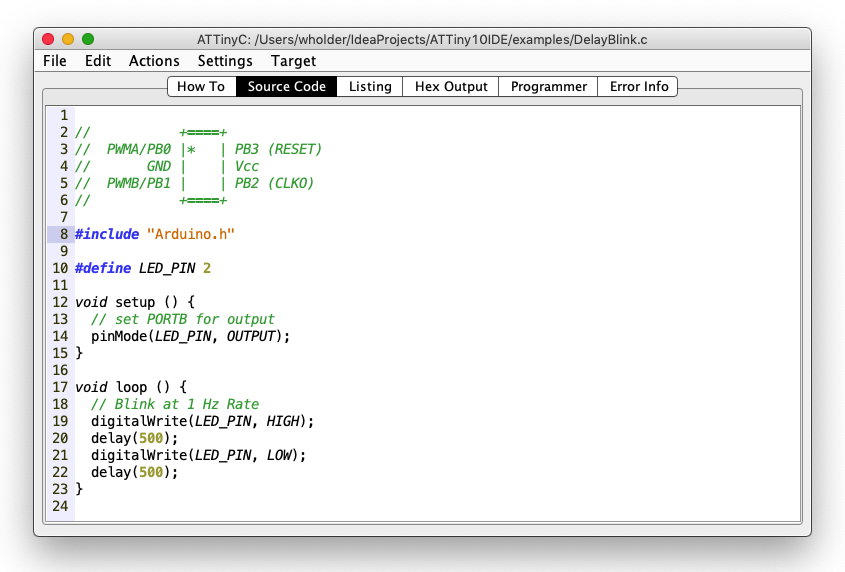 ATTinyC: /Users/wholder/IdeaProjects/ATTiny10IDE/examples/DelayBlink.c
File Edit Actions Settings Target
How To Source Code Listing Hex Output Programmer Error Info
1
2 //           +====+
3 //  PWMA/PB0 |*   | PB3 (RESET)
4 //       GND |    | Vcc
5 //  PWMB/PB1 |    | PB2 (CLKO)
6 //           +====+
7
8 #include "Arduino.h"
9
10 #define LED_PIN 2
11
12 void setup () {
13   // set PORTB for output
14   pinMode(LED_PIN, OUTPUT);
15 }
16
17 void loop () {
18   // Blink at 1 Hz Rate
19   digitalWrite(LED_PIN, HIGH);
20   delay(500);
21   digitalWrite(LED_PIN, LOW);
22   delay(500);
23 }
24